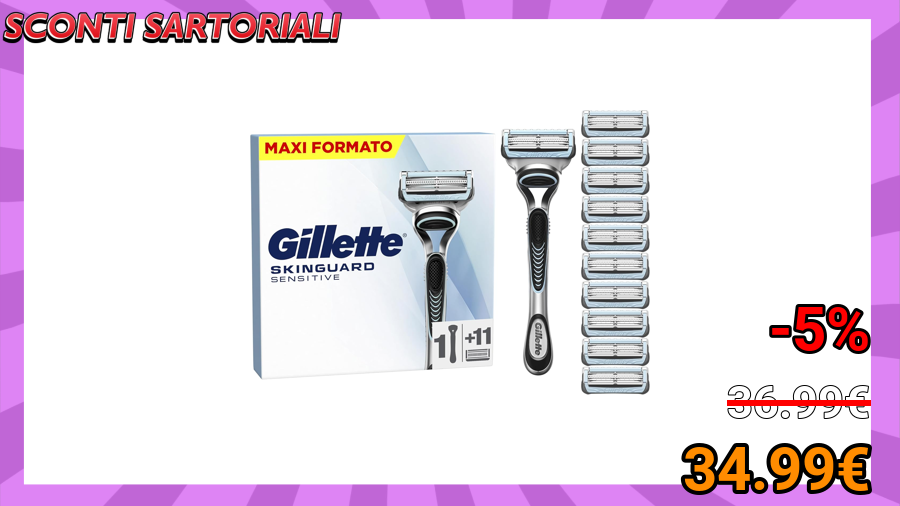 SCONTI SARTORIALI
MAXI FORMATO
Gillette
SKINGUARD
SENSITIVE
1 +11
Gillette
-5%
36.99€
34.99€